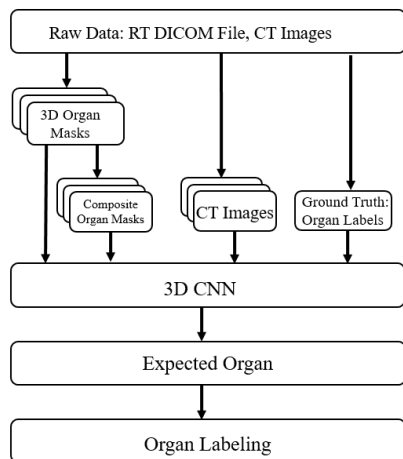 Raw Data: RT DICOM File, CT Images
3D Organ
Masks
Composite
Organ Masks
CT Images
Ground Truth:
Organ Labels
3D CNN
Expected Organ
Organ Labeling